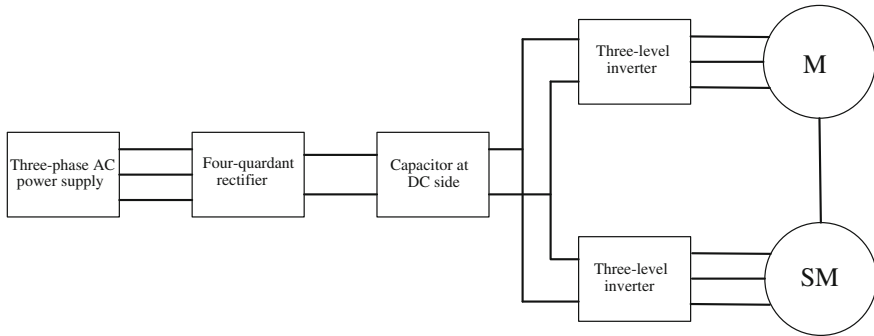 Three-phase AC
power supply
Four-quardant
rectifier
Capacitor at
DC side
Three-level
inverter
M
Three-level
inverter
SM